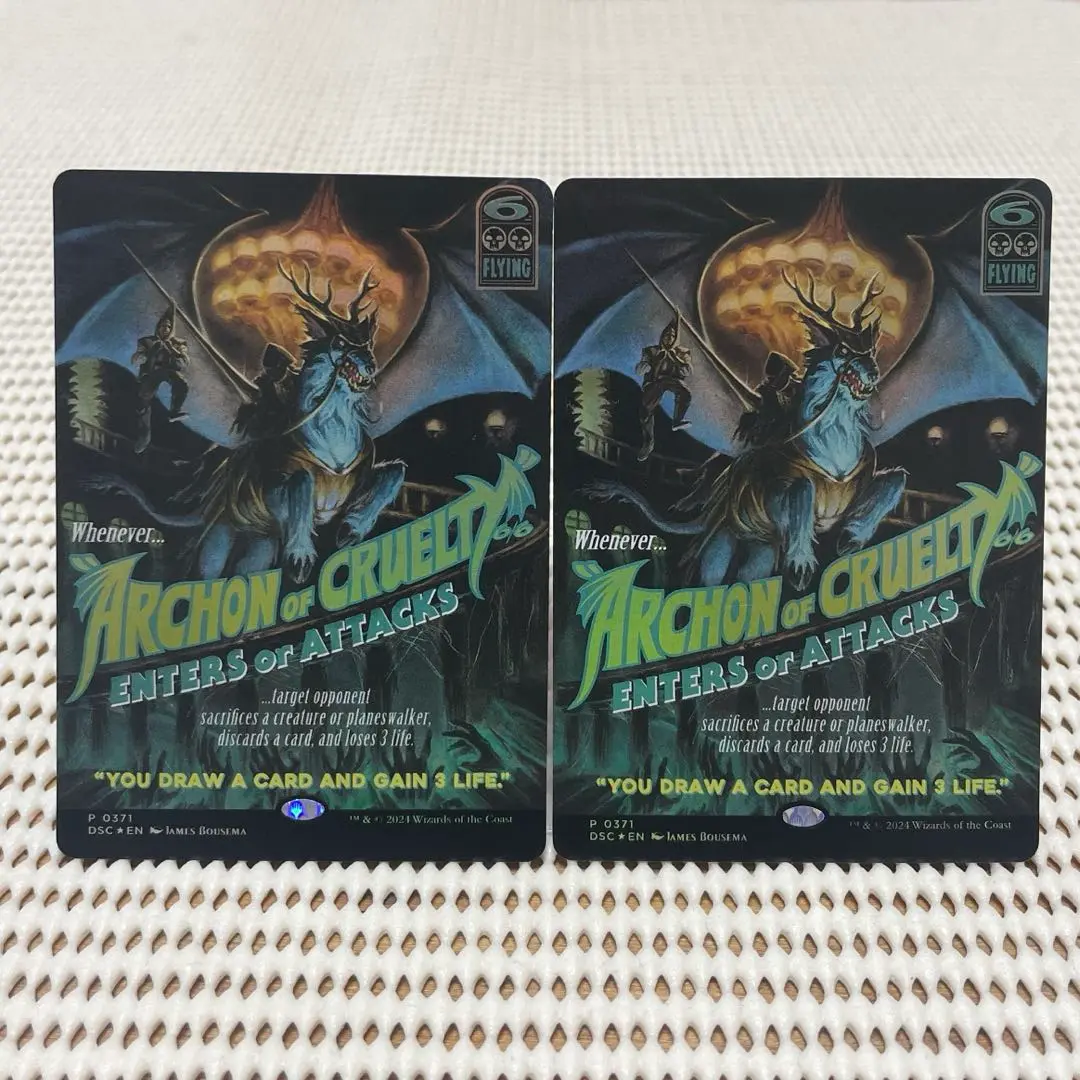 6
FLYING
Whenever...
"ARCHON OF CRUELTY"
6/6
ENTERS or ATTACKS
...target opponent
sacrifices a creature or planeswalker,
discards a card, and loses 3 life.
"YOU DRAW A CARD AND GAIN 3 LIFE."
P 0371
DSC★EN JAMES BOUSEMA
™ & © 2024 Wizards of the Coast
6
FLYING
Whenever...
"ARCHON OF CRUELTY"
6/6
ENTERS or ATTACKS
...target opponent
sacrifices a creature or planeswalker,
discards a card, and loses 3 life.
"YOU DRAW A CARD AND GAIN 3 LIFE."
P 0371
DSC★EN JAMES BOUSEMA
™ & © 2024 Wizards of the Coast